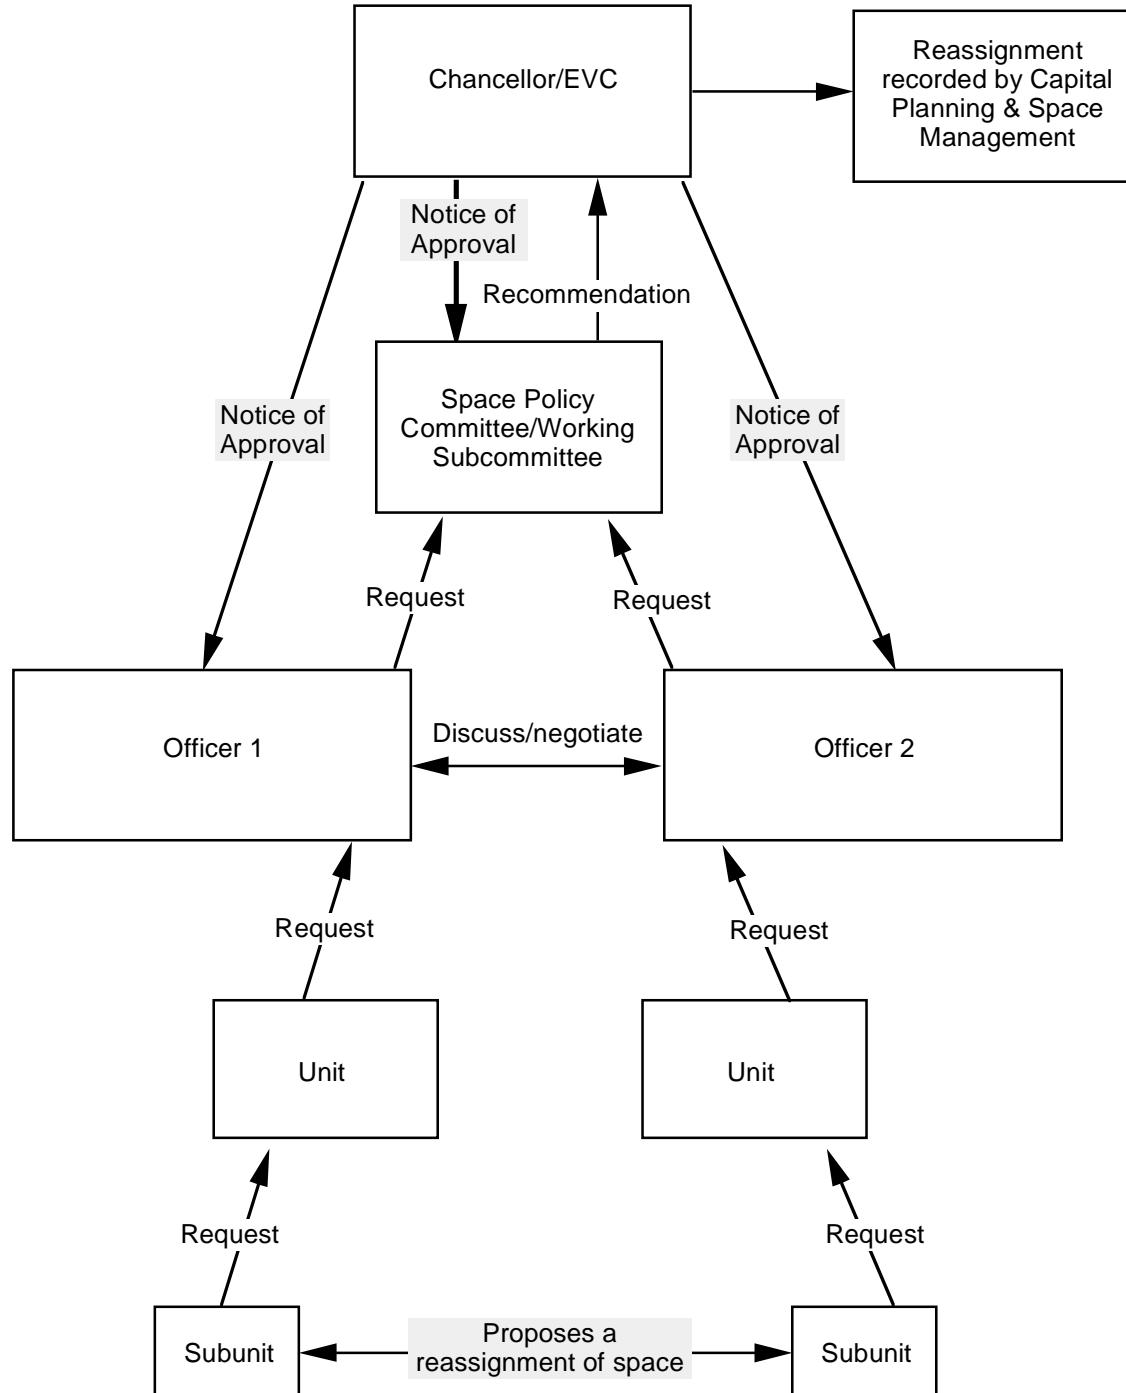 Chancellor/EVC
Reassignment
recorded by Capital
Planning & Space
Management
Notice of
Approval
Recommendation
Space Policy
Committee/Working
Subcommittee
Notice of
Approval
Notice of
Approval
Request
Request
Officer 1
Discuss/negotiate
Officer 2
Request
Request
Unit
Unit
Request
Request
Subunit
Proposes a
reassignment of space
Subunit